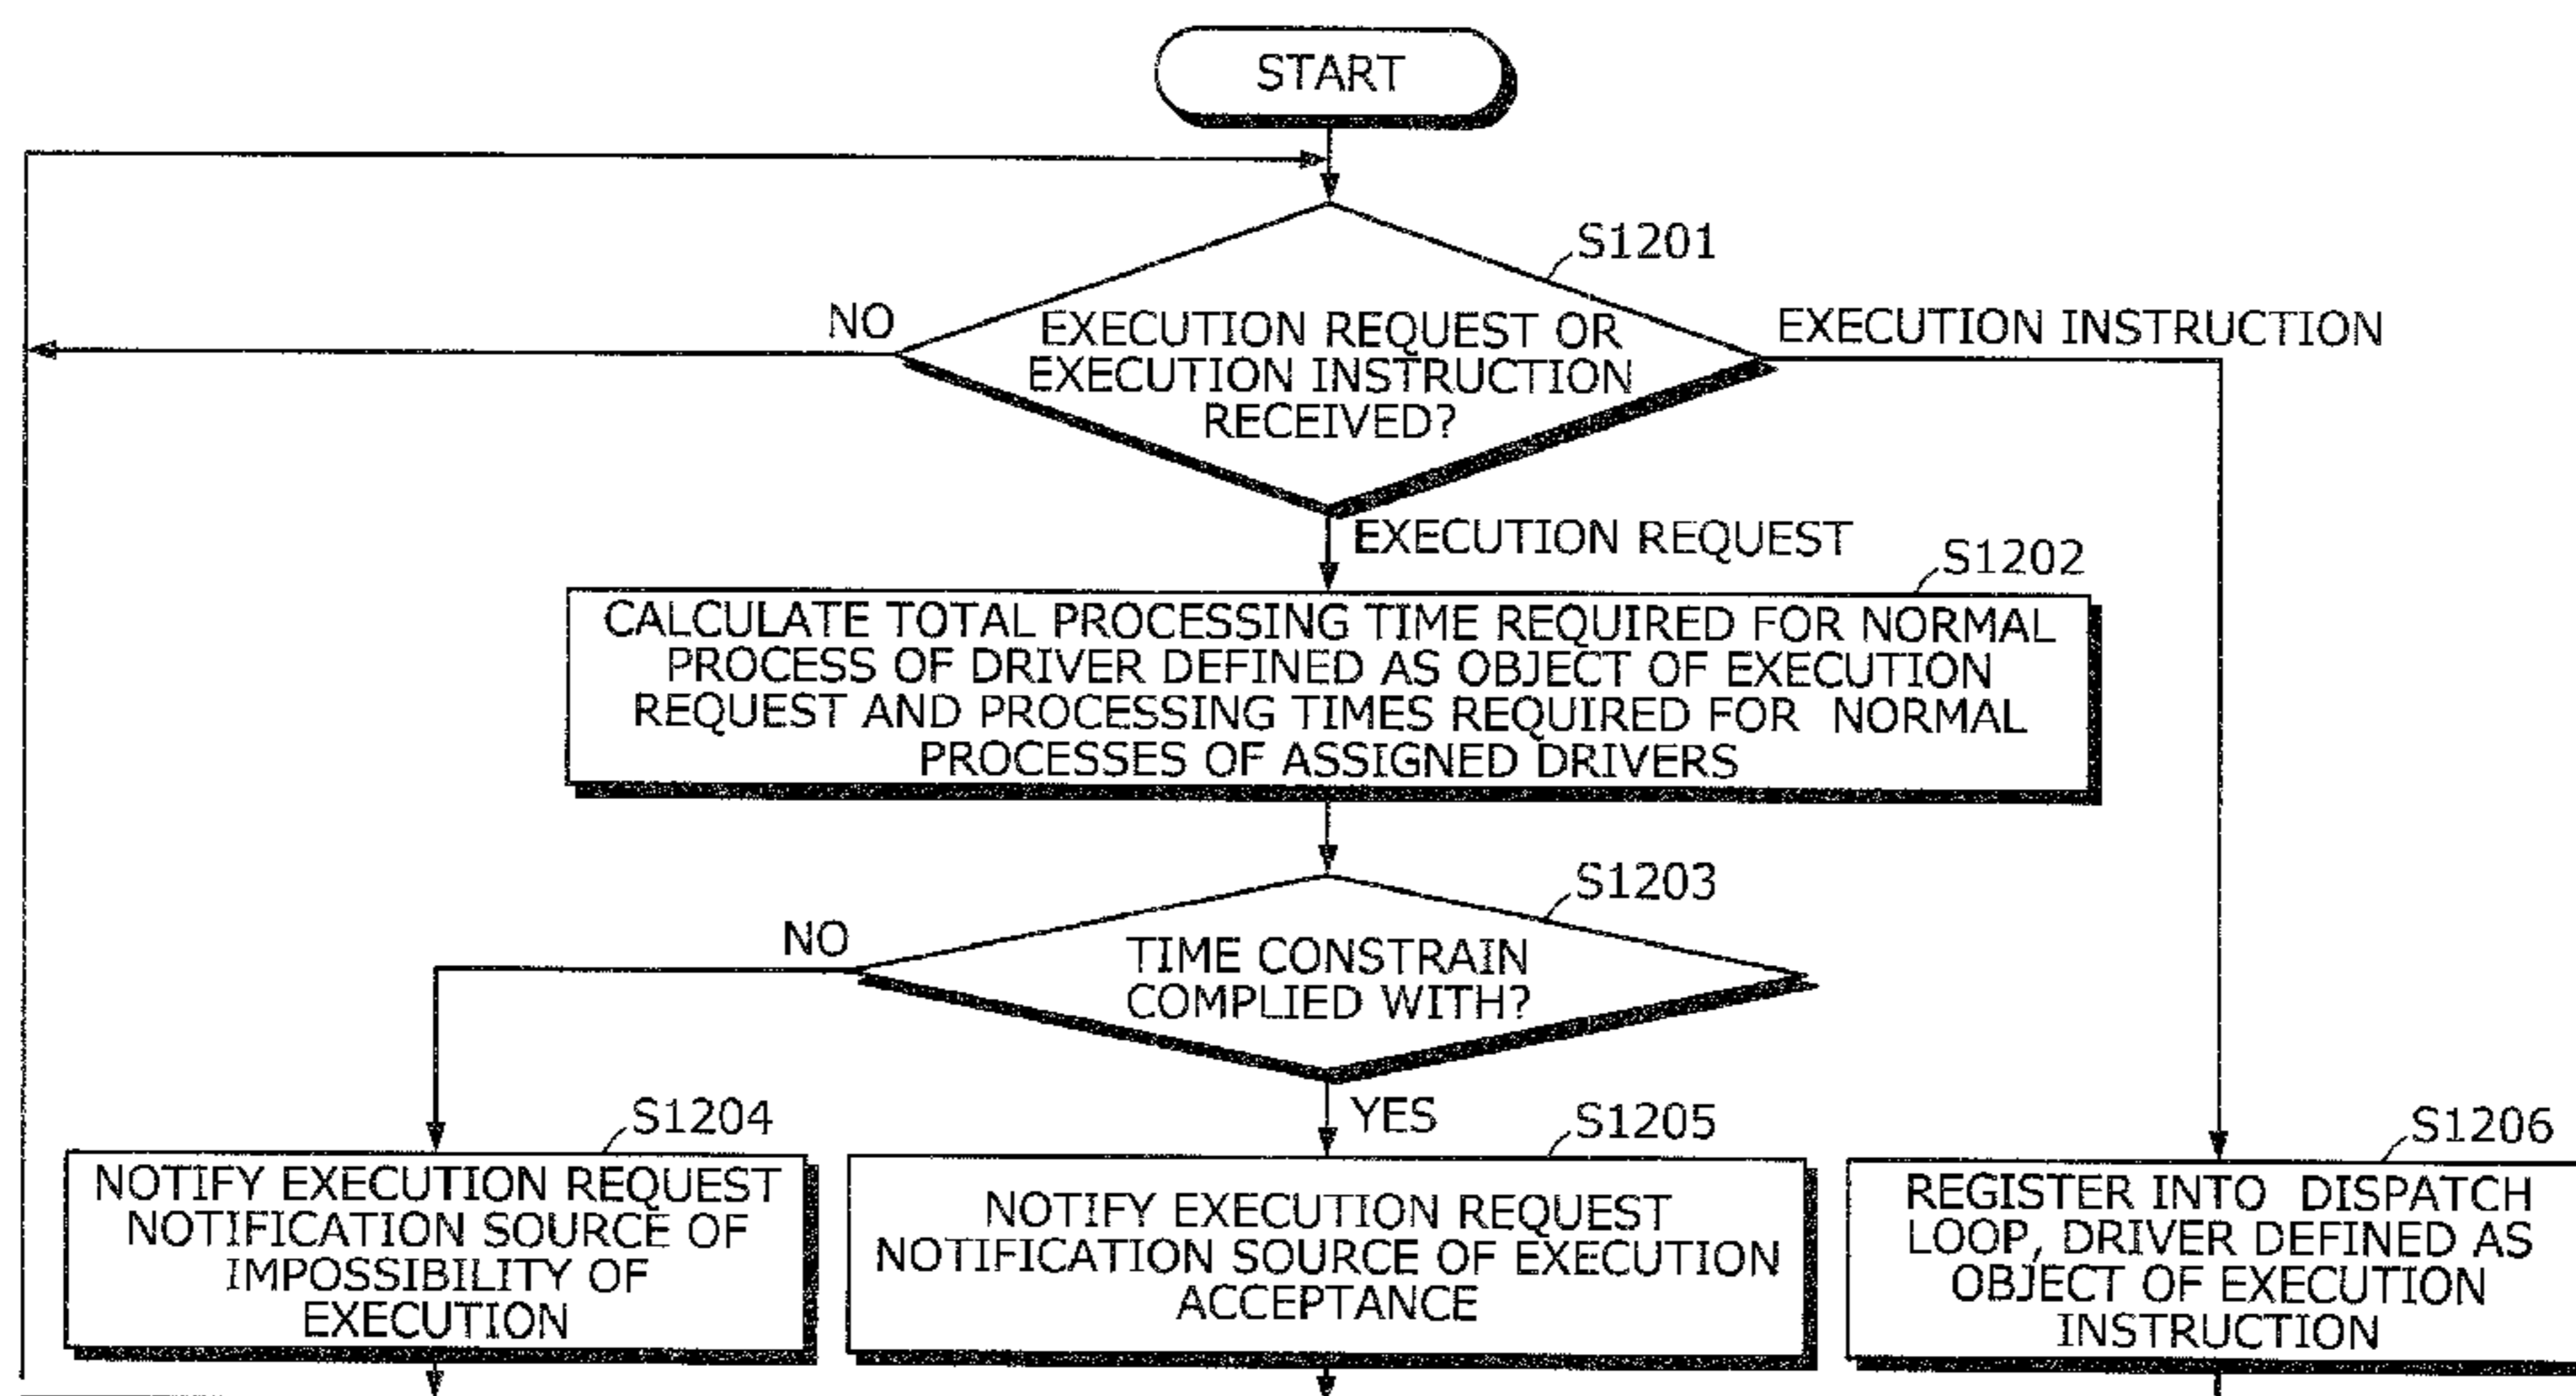 START
S1201
NO
EXECUTION REQUEST OR
EXECUTION INSTRUCTION
RECEIVED?
EXECUTION INSTRUCTION
EXECUTION REQUEST
S1202
CALCULATE TOTAL PROCESSING TIME REQUIRED FOR NORMAL
PROCESS OF DRIVER DEFINED AS OBJECT OF EXECUTION
REQUEST AND PROCESSING TIMES REQUIRED FOR NORMAL
PROCESSES OF ASSIGNED DRIVERS
S1203
NO
TIME CONSTRAIN
COMPLIED WITH?
YES
S1204
NOTIFY EXECUTION REQUEST
NOTIFICATION SOURCE OF
IMPOSSIBILITY OF
EXECUTION
S1205
NOTIFY EXECUTION REQUEST
NOTIFICATION SOURCE OF EXECUTION
ACCEPTANCE
S1206
REGISTER INTO DISPATCH
LOOP, DRIVER DEFINED AS
OBJECT OF EXECUTION
INSTRUCTION